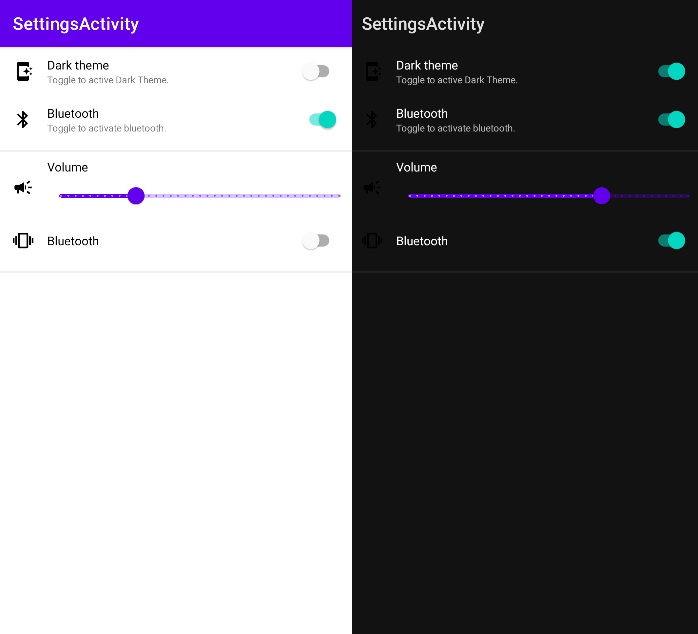 SettingsActivity
Dark theme
Toggle to active Dark Theme.
Bluetooth
Toggle to activate bluetooth.
Volume
Bluetooth
SettingsActivity
Dark theme
Toggle to active Dark Theme.
Bluetooth
Toggle to activate bluetooth.
Volume
Bluetooth